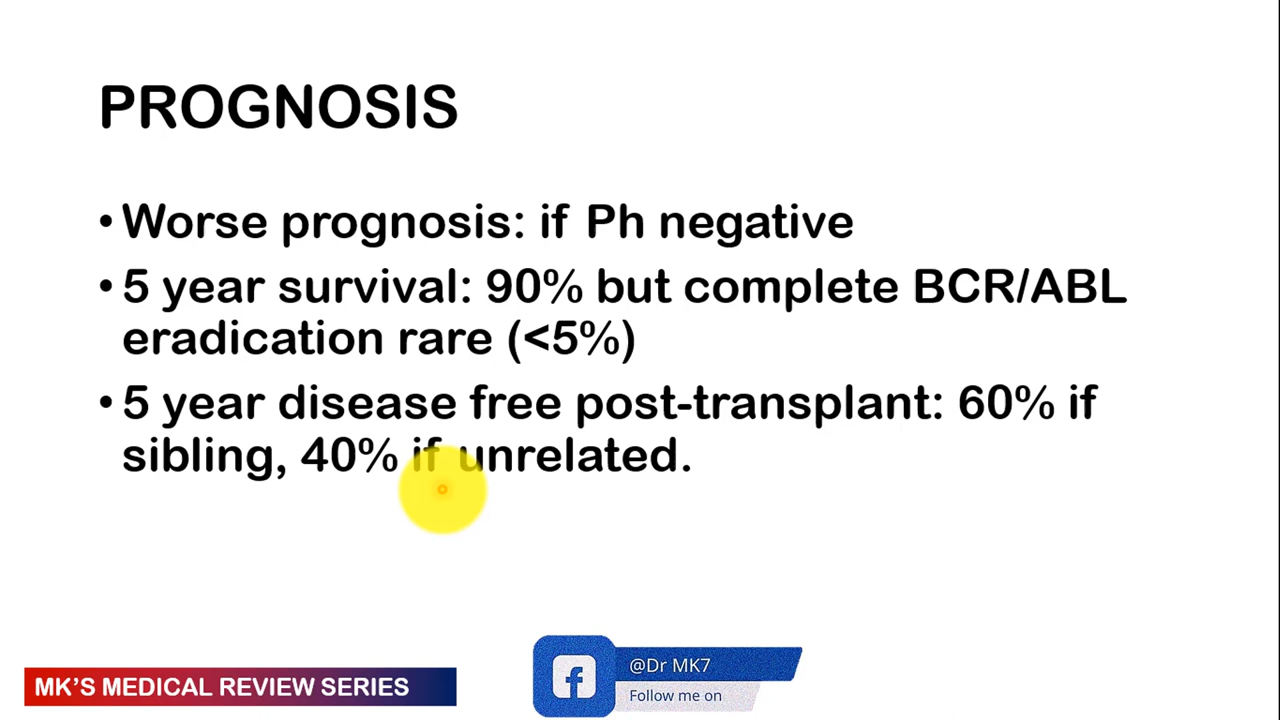 PROGNOSIS
•Worse prognosis: if Ph negative
•5 year survival: 90% but complete BCR/ABL
eradication rare (<5%)
•5 year disease free post-transplant: 60% if
sibling, 40% if unrelated.
MK'S MEDICAL REVIEW SERIES
@Dr MK7
Follow me on